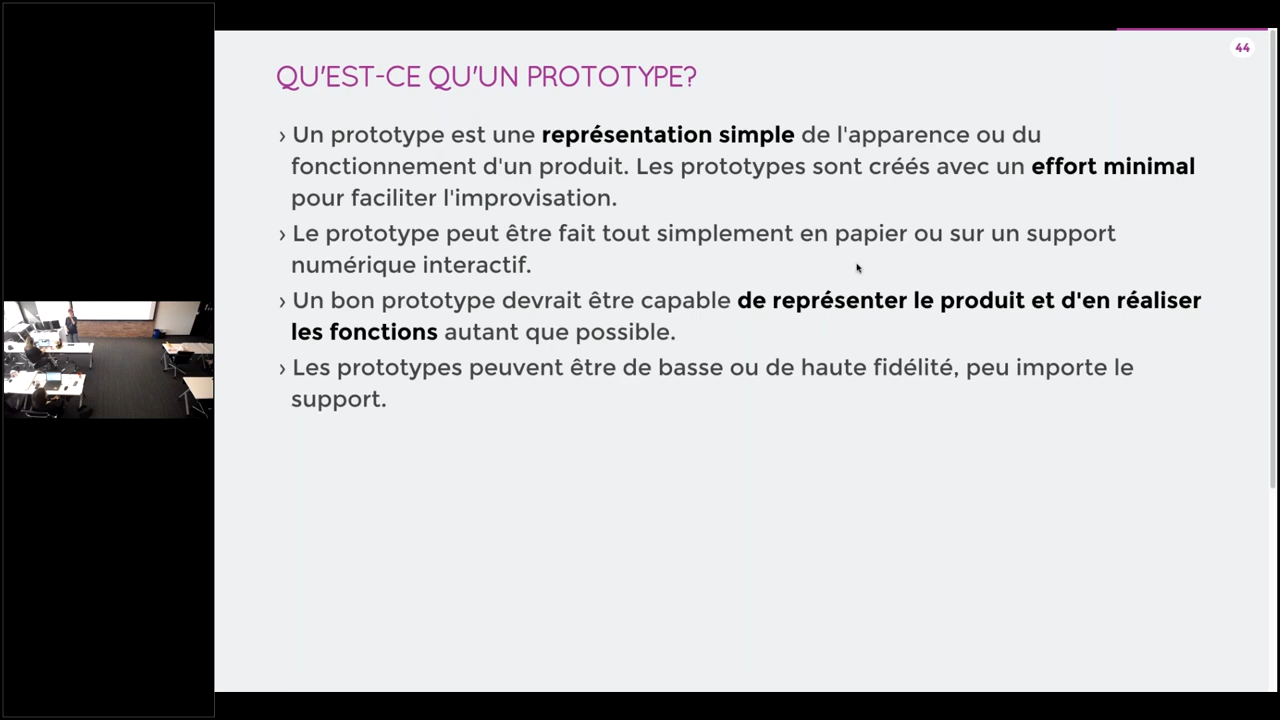 44
QU'EST-CE QU'UN PROTOTYPE?
› Un prototype est une représentation simple de l'apparence ou du
fonctionnement d'un produit. Les prototypes sont créés avec un effort minimal
pour faciliter l'improvisation.
› Le prototype peut être fait tout simplement en papier ou sur un support
numérique interactif.
› Un bon prototype devrait être capable de représenter le produit et d'en réaliser
les fonctions autant que possible.
› Les prototypes peuvent être de basse ou de haute fidélité, peu importe le
support.